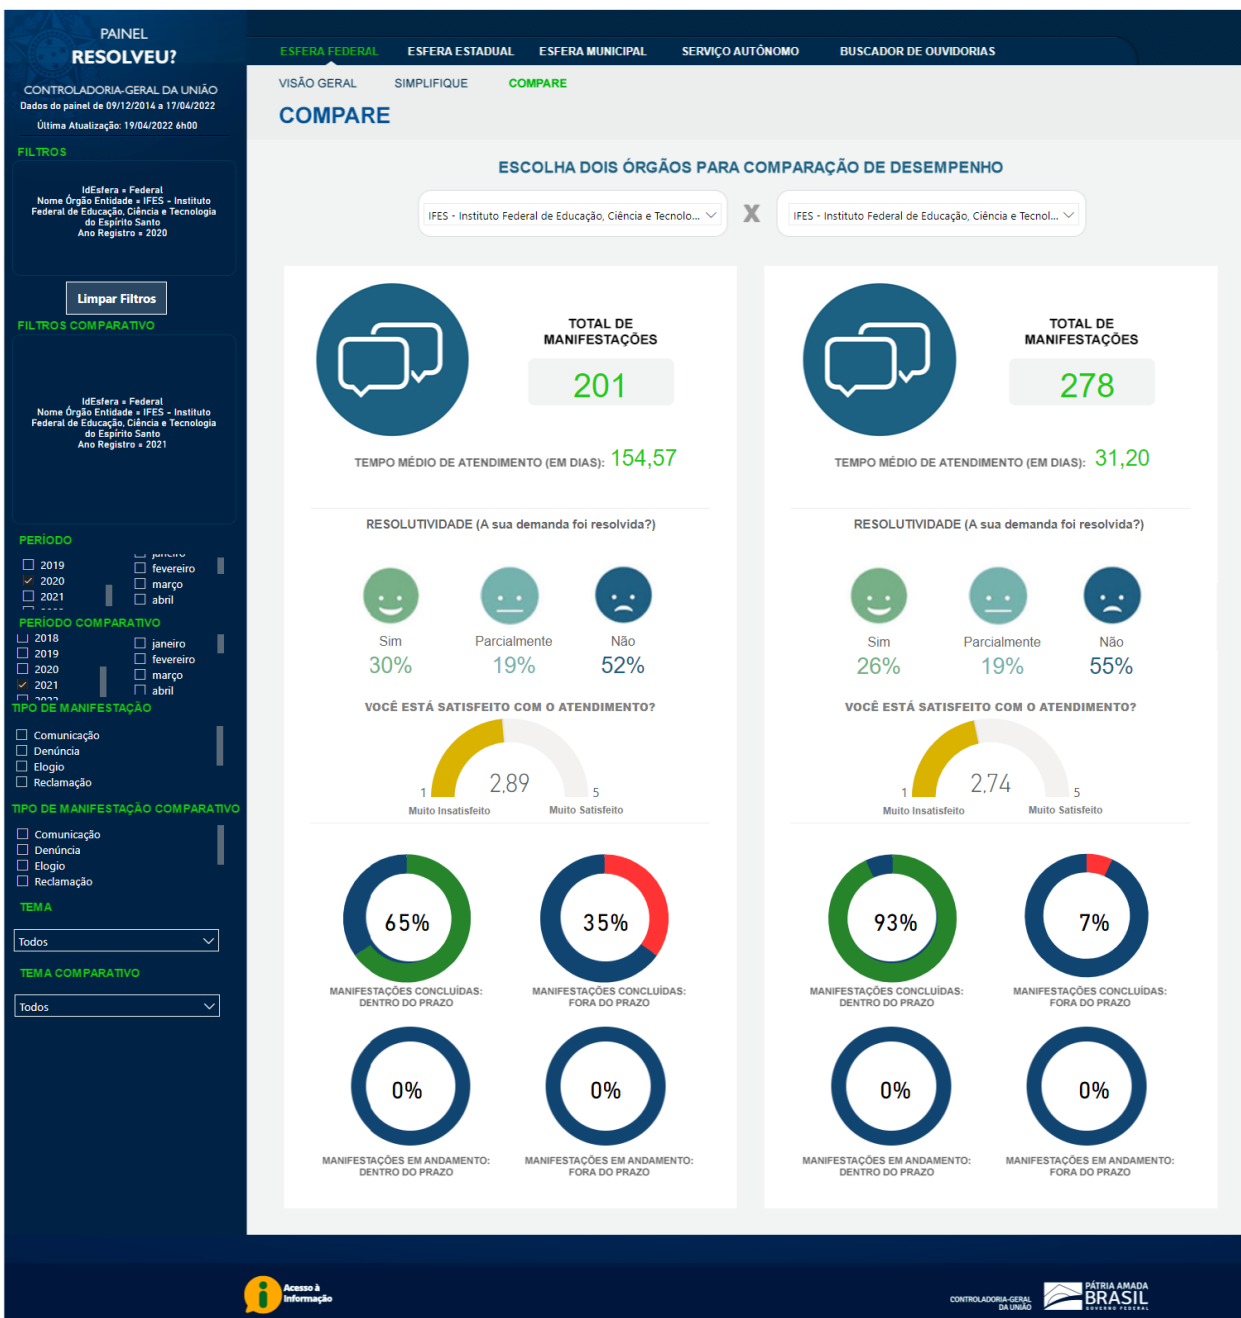 PAINEL
RESOLVEU?
CONTROLADORIA-GERAL DA UNIÃO
Dados do painel de 09/12/2014 a 17/04/2022
Última Atualização: 19/04/2022 6h00
FILTROS
IdEsfera = Federal
Nome Órgão Entidade = IFES - Instituto
Federal de Educação, Ciência e Tecnologia
do Espírito Santo
Ano Registro = 2020
Limpar Filtros
FILTROS COMPARATIVO
IdEsfera = Federal
Nome Órgão Entidade = IFES - Instituto
Federal de Educação, Ciência e Tecnologia
do Espírito Santo
Ano Registro = 2021
PERÍODO
2019
2020
2021
janeiro
fevereiro
março
abril
PERÍODO COMPARATIVO
2018
2019
2020
2021
2022
janeiro
fevereiro
março
abril
TIPO DE MANIFESTAÇÃO
Comunicação
Denúncia
Elogio
Reclamação
TIPO DE MANIFESTAÇÃO COMPARATIVO
Comunicação
Denúncia
Elogio
Reclamação
TEMA
Todos
TEMA COMPARATIVO
Todos
ESFERA FEDERAL ESFERA ESTADUAL ESFERA MUNICIPAL SERVIÇO AUTÔNOMO BUSCADOR DE OUVIDORIAS
VISÃO GERAL SIMPLIFIQUE COMPARE
COMPARE
ESCOLHA DOIS ÓRGÃOS PARA COMPARAÇÃO DE DESEMPENHO
IFES - Instituto Federal de Educação, Ciência e Tecnolo... X IFES - Instituto Federal de Educação, Ciência e Tecnol...
TOTAL DE
MANIFESTAÇÕES
201
TEMPO MÉDIO DE ATENDIMENTO (EM DIAS): 154,57
RESOLUTIVIDADE (A sua demanda foi resolvida?)
Sim Parcialmente Não
30% 19% 52%
VOCÊ ESTÁ SATISFEITO COM O ATENDIMENTO?
2,89
1 5
Muito Insatisfeito Muito Satisfeito
65% 35%
MANIFESTAÇÕES CONCLUÍDAS:
DENTRO DO PRAZO
MANIFESTAÇÕES CONCLUÍDAS:
FORA DO PRAZO
0% 0%
MANIFESTAÇÕES EM ANDAMENTO:
DENTRO DO PRAZO
MANIFESTAÇÕES EM ANDAMENTO:
FORA DO PRAZO
TOTAL DE
MANIFESTAÇÕES
278
TEMPO MÉDIO DE ATENDIMENTO (EM DIAS): 31,20
RESOLUTIVIDADE (A sua demanda foi resolvida?)
Sim Parcialmente Não
26% 19% 55%
VOCÊ ESTÁ SATISFEITO COM O ATENDIMENTO?
2,74
1 5
Muito Insatisfeito Muito Satisfeito
93% 7%
MANIFESTAÇÕES CONCLUÍDAS:
DENTRO DO PRAZO
MANIFESTAÇÕES CONCLUÍDAS:
FORA DO PRAZO
0% 0%
MANIFESTAÇÕES EM ANDAMENTO:
DENTRO DO PRAZO
MANIFESTAÇÕES EM ANDAMENTO:
FORA DO PRAZO
Acesso à
Informação
CONTROLADORIA-GERAL
DA UNIÃO
PÁTRIA AMADA
BRASIL
GOVERNO FEDERAL